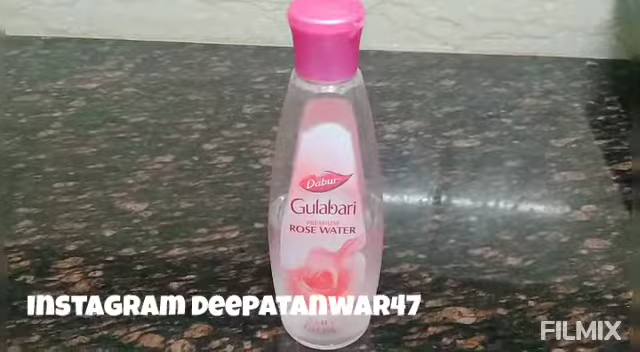 Dabur
Gulabari
PREMIUM
ROSE WATER
INSTAGRAM DEEPATANWAR47
FILMIX